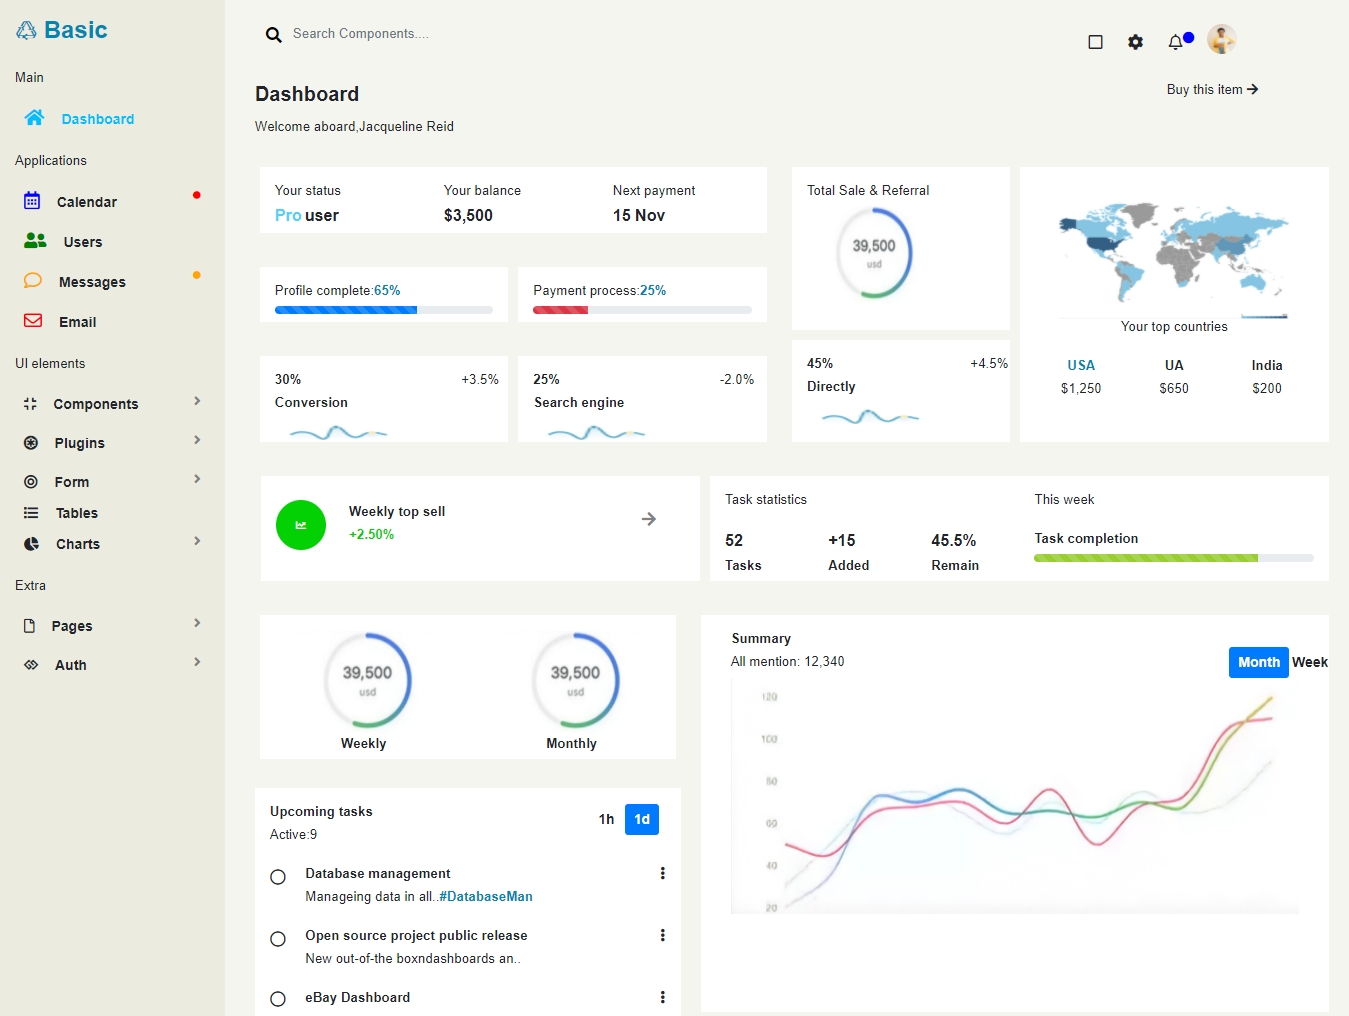 Basic
Search Components....
Main
Dashboard
Applications
Calendar
Users
Messages
Email
UI elements
Components
Plugins
Form
Tables
Charts
Extra
Pages
Auth
Dashboard
Buy this item
Welcome aboard,Jacqueline Reid
Your status
Pro user
Your balance
$3,500
Next payment
15 Nov
Profile complete:65%
Payment process:25%
30%
+3.5%
Conversion
25%
-2.0%
Search engine
Total Sale & Referral
39,500
usd
45%
+4.5%
Directly
Your top countries
USA
UA
India
$1,250
$650
$200
Weekly top sell
+2.50%
Task statistics
52
+15
45.5%
Tasks
Added
Remain
This week
Task completion
39,500
usd
Weekly
39,500
usd
Monthly
Summary
All mention: 12,340
Month
Week
120
100
80
60
40
20
Upcoming tasks
Active:9
1h
1d
Database management
Manageing data in all..#DatabaseMan
Open source project public release
New out-of-the boxndashboards an..
eBay Dashboard